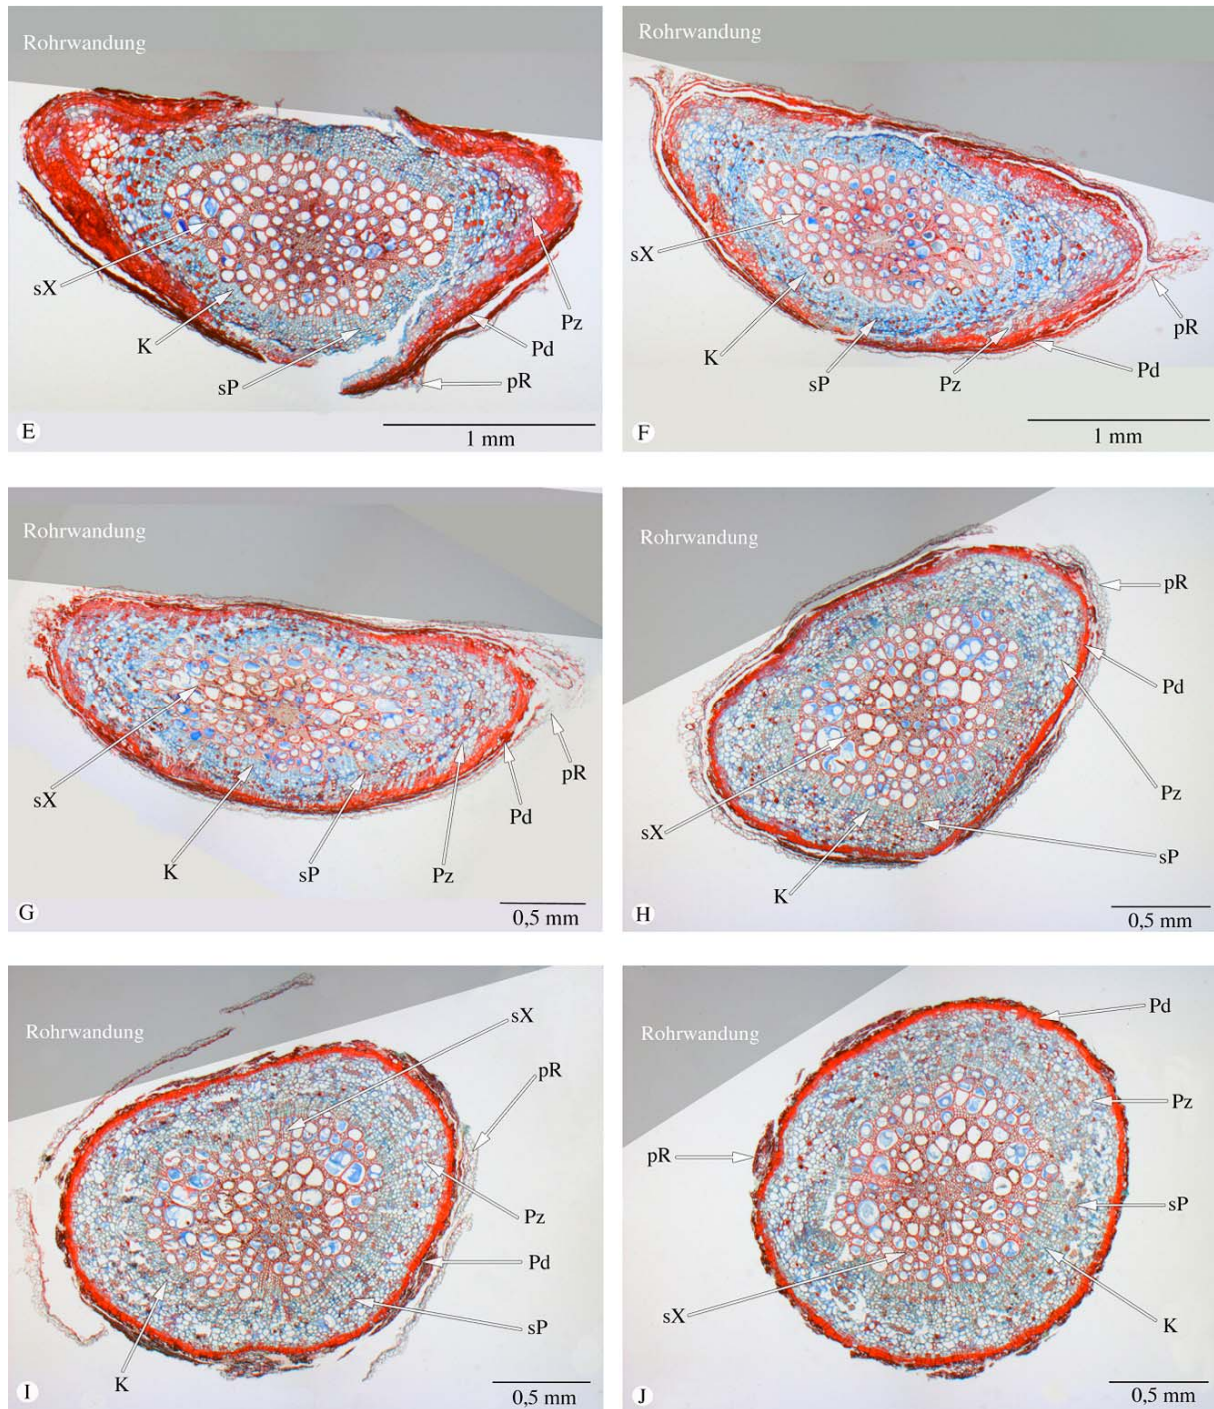 Rohrwandung
sX
K
sP
pR
Pd
Pz
E
1 mm
Rohrwandung
sX
K
sP
Pz
Pd
pR
F
1 mm
Rohrwandung
sX
K
sP
Pz
Pd
pR
G
0,5 mm
Rohrwandung
pR
Pd
Pz
sP
sX
K
H
0,5 mm
Rohrwandung
sX
pR
Pz
Pd
sP
K
I
0,5 mm
Rohrwandung
Pd
Pz
pR
sP
K
sX
J
0,5 mm